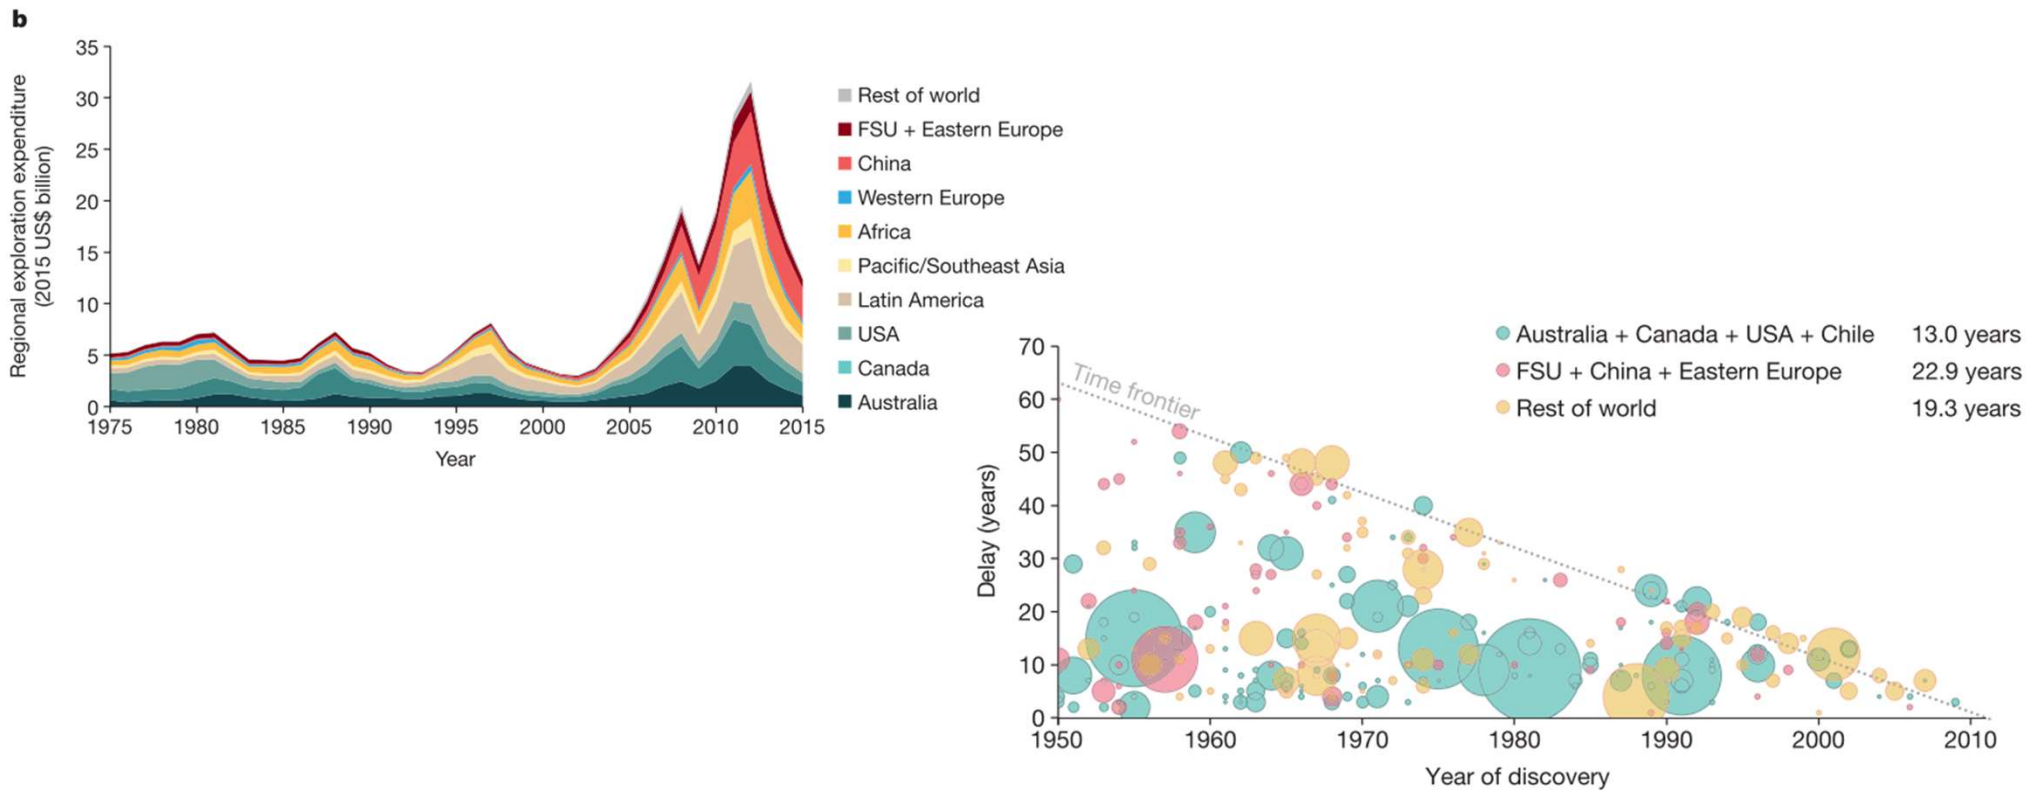 b
35
30
25
20
15
10
5
0
Regional exploration expenditure
(2015 US$ billion)
1975 1980 1985 1990 1995 2000 2005 2010 2015
Year
Rest of world
FSU + Eastern Europe
China
Western Europe
Africa
Pacific/Southeast Asia
Latin America
USA
Canada
Australia
Australia + Canada + USA + Chile 13.0 years
FSU + China + Eastern Europe 22.9 years
Rest of world 19.3 years
Time frontier
70
60
50
40
30
20
10
0
Delay (years)
1950 1960 1970 1980 1990 2000 2010
Year of discovery